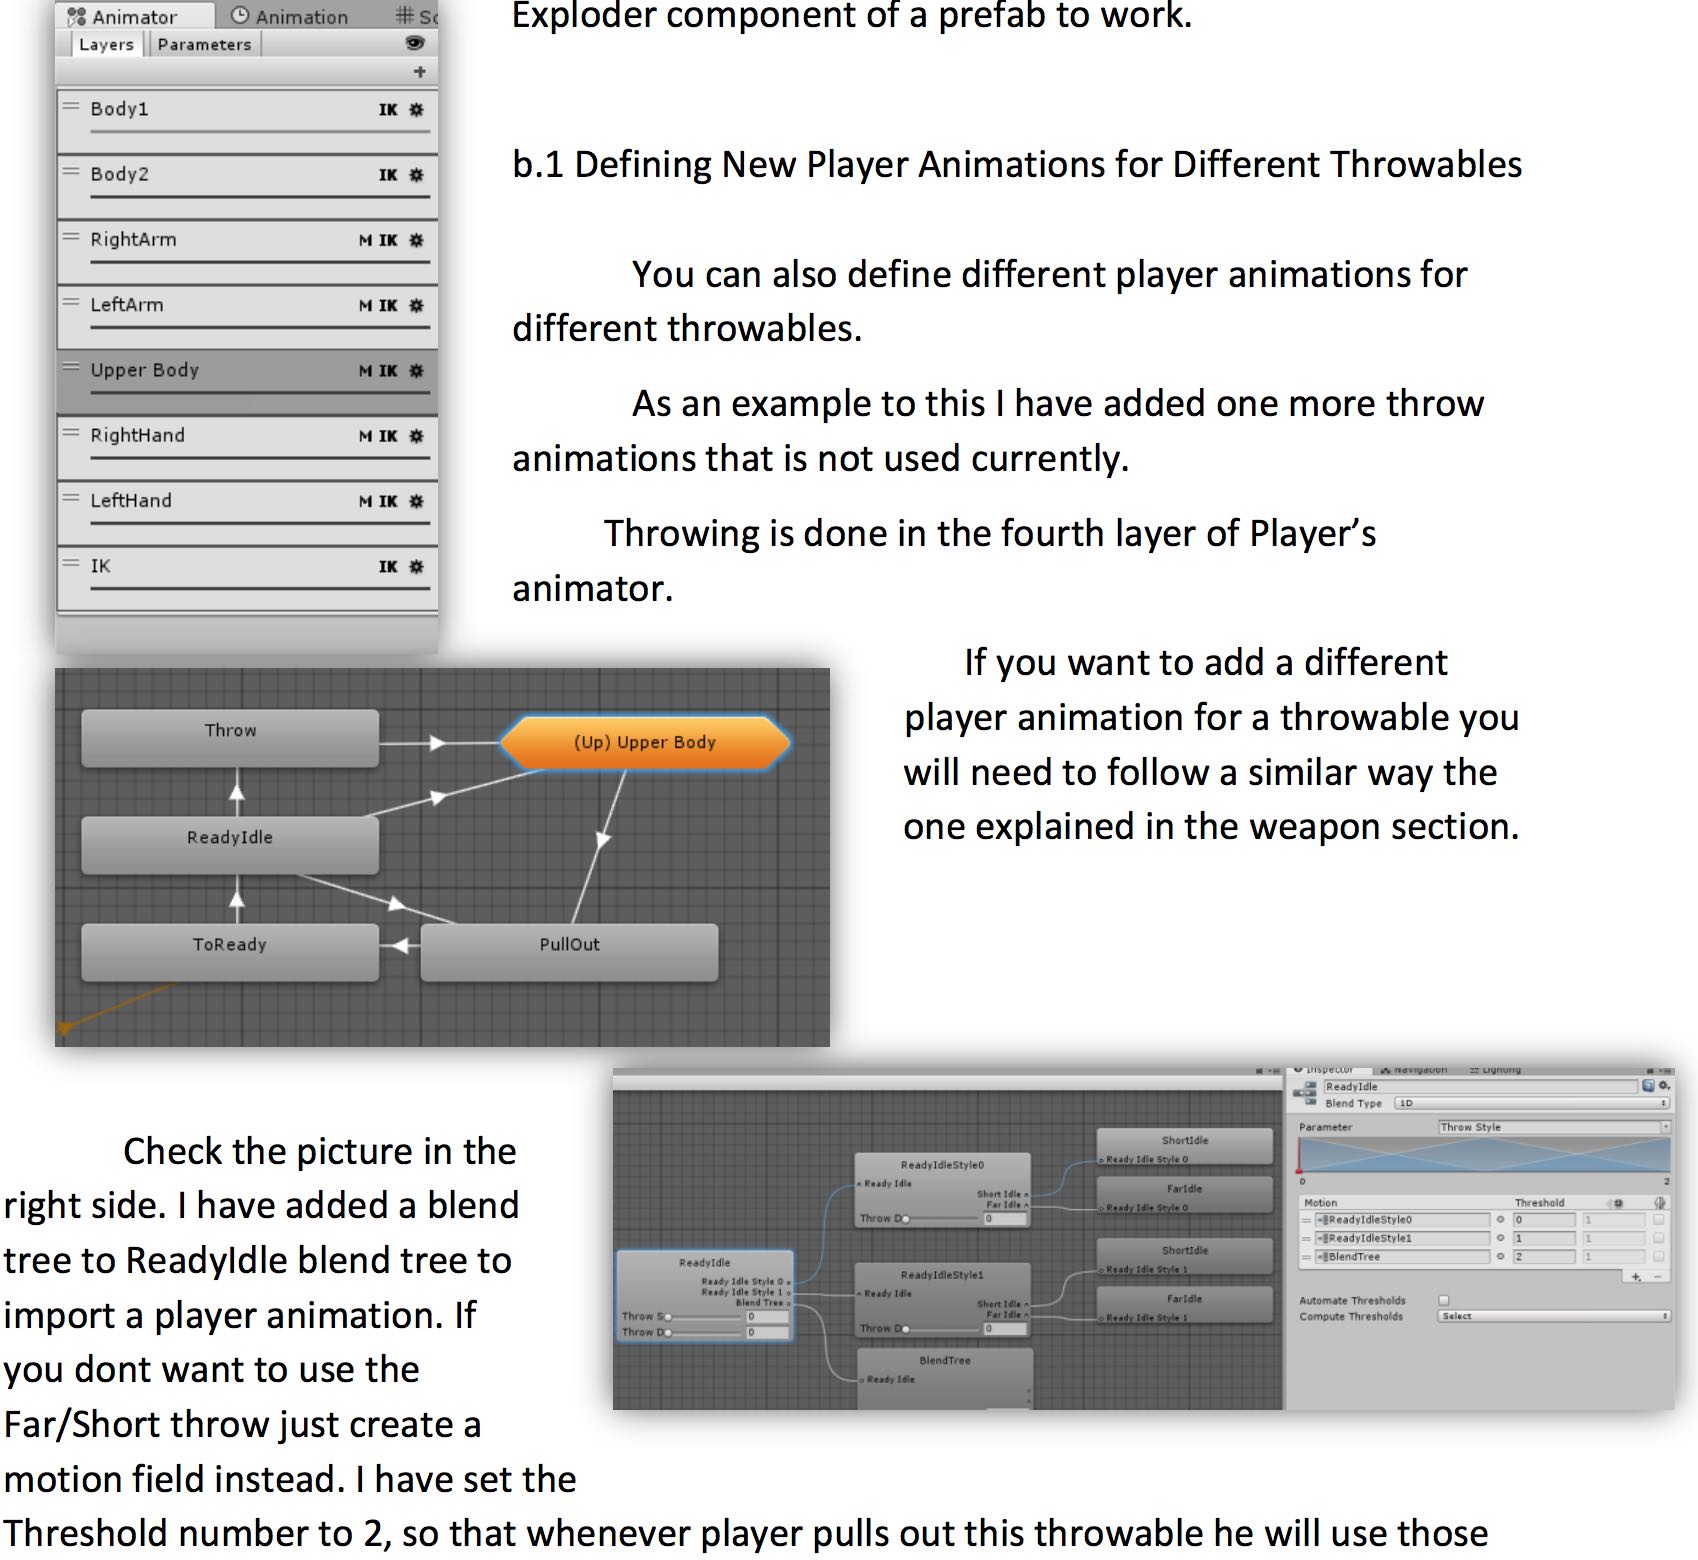 Animator
Animation
Layers
Parameters
+
Body1 IK
Body2 IK
RightArm M IK
LeftArm M IK
Upper Body M IK
RightHand M IK
LeftHand M IK
IK IK
Exploder component of a prefab to work.
b.1 Defining New Player Animations for Different Throwables
You can also define different player animations for
different throwables.
As an example to this I have added one more throw
animations that is not used currently.
Throwing is done in the fourth layer of Player’s
animator.
Throw
(Up) Upper Body
ReadyIdle
ToReady
PullOut
If you want to add a different
player animation for a throwable you
will need to follow a similar way the
one explained in the weapon section.
ReadyIdle
Ready Idle Style 0
Ready Idle Style 1
Blend Tree
Throw S 0
Throw D 0
ReadyIdleStyle0
Ready Idle
Short Idle
Far Idle
Throw D 0
ReadyIdleStyle1
Ready Idle
Short Idle
Far Idle
Throw D 0
BlendTree
Ready Idle
ShortIdle
Ready Idle Style 0
FarIdle
Ready Idle Style 0
ShortIdle
Ready Idle Style 1
FarIdle
Ready Idle Style 1
Inspector Navigation Lighting
ReadyIdle
Blend Type 1D
Parameter Throw Style
0 2
Motion Threshold
ReadyIdleStyle0 0 1
ReadyIdleStyle1 1 1
BlendTree 2 1
+ −
Automate Thresholds
Compute Thresholds Select
Check the picture in the
right side. I have added a blend
tree to ReadyIdle blend tree to
import a player animation. If
you dont want to use the
Far/Short throw just create a
motion field instead. I have set the
Threshold number to 2, so that whenever player pulls out this throwable he will use those